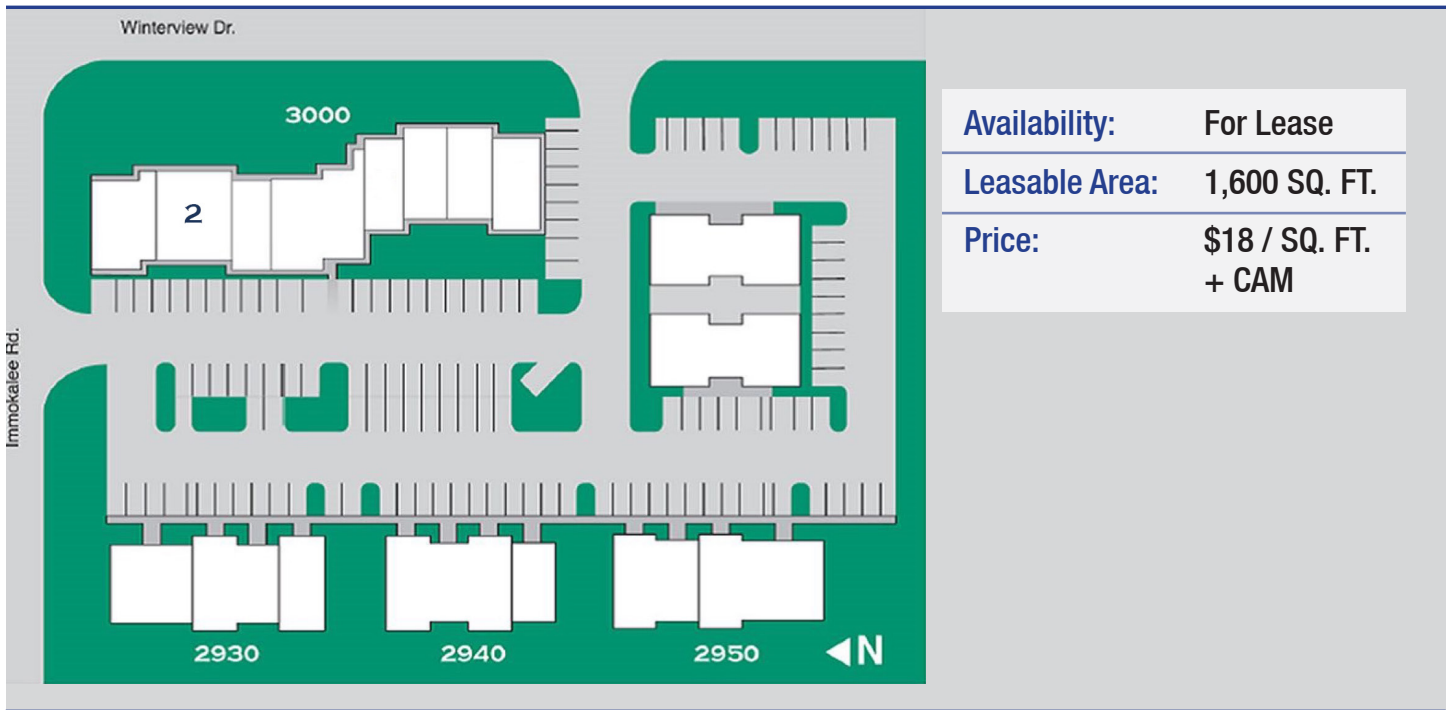 Winterview Dr.
3000
2
Immokalee Rd.
2930
2940
2950
N
Availability: For Lease
Leasable Area: 1,600 SQ. FT.
Price: $18 / SQ. FT.
+ CAM